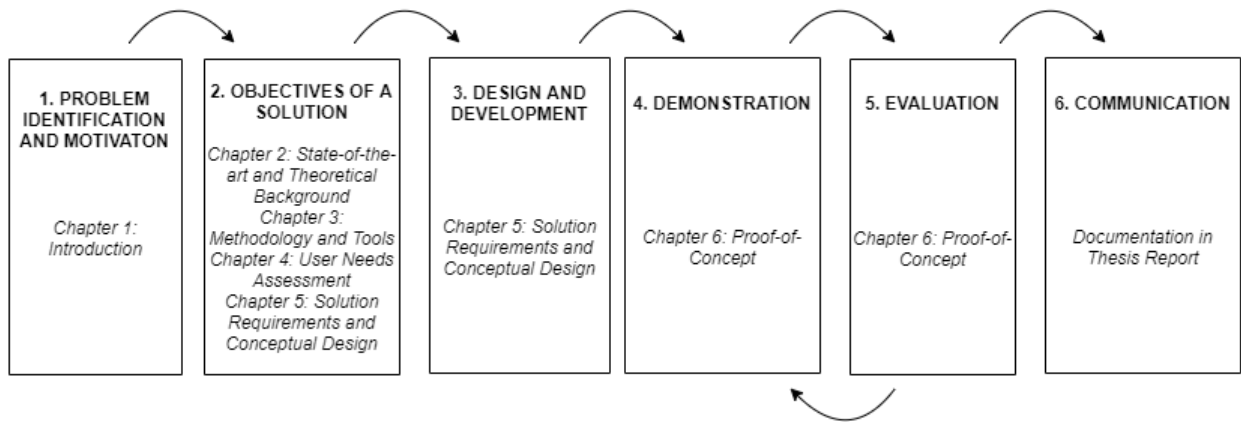 1. PROBLEM
IDENTIFICATION
AND MOTIVATON
Chapter 1:
Introduction
2. OBJECTIVES OF A
SOLUTION
Chapter 2: State-of-the-
art and Theoretical
Background
Chapter 3:
Methodology and Tools
Chapter 4: User Needs
Assessment
Chapter 5: Solution
Requirements and
Conceptual Design
3. DESIGN AND
DEVELOPMENT
Chapter 5: Solution
Requirements and
Conceptual Design
4. DEMONSTRATION
Chapter 6: Proof-of-
Concept
5. EVALUATION
Chapter 6: Proof-of-
Concept
6. COMMUNICATION
Documentation in
Thesis Report